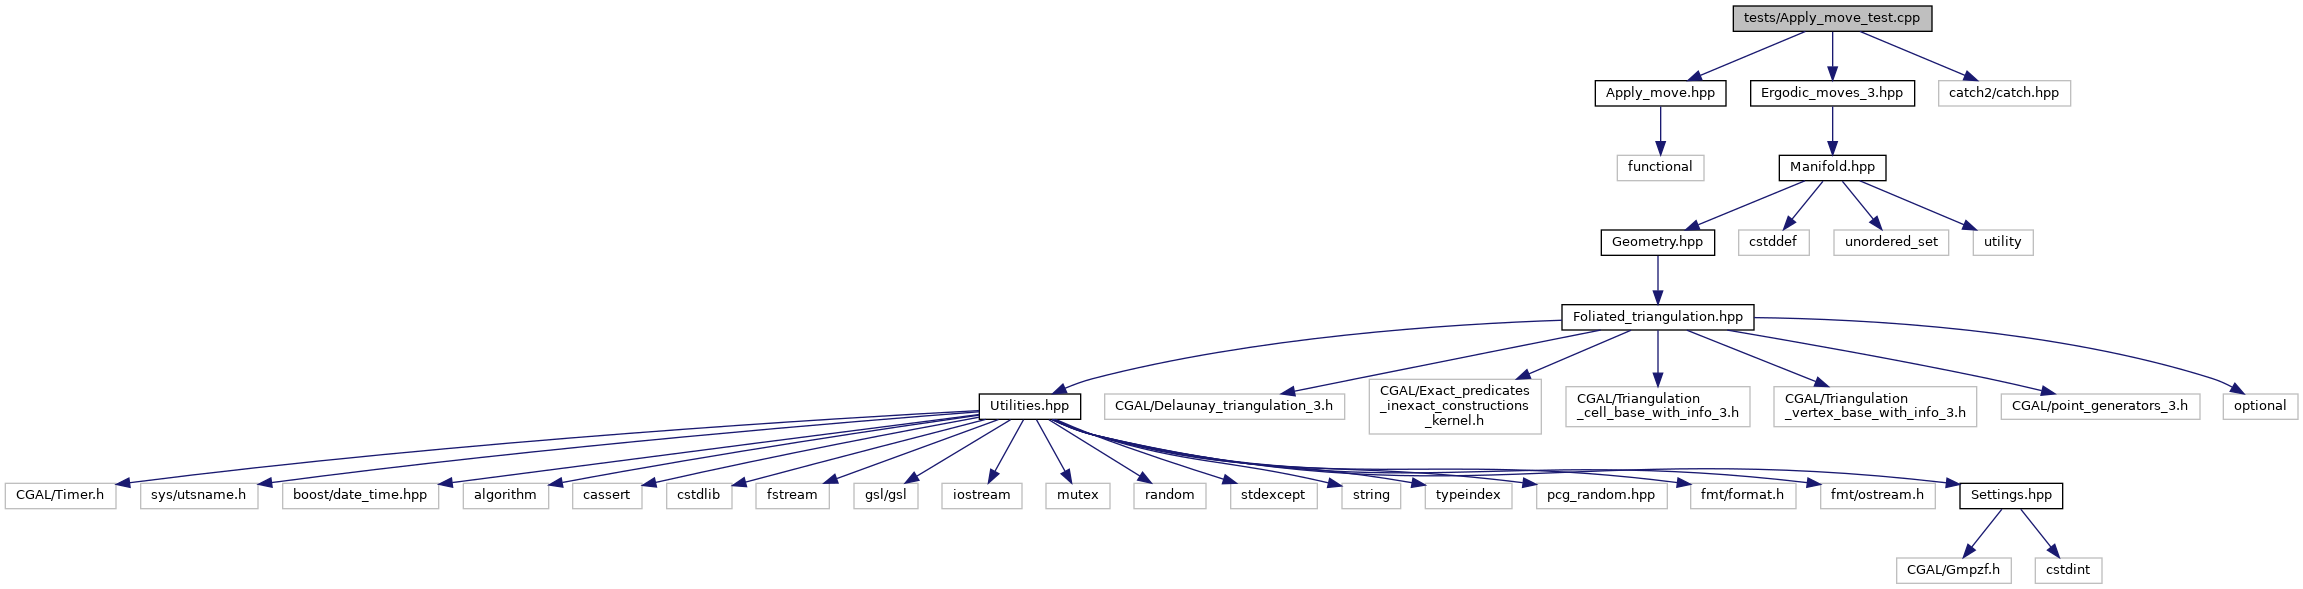 tests/Apply_move_test.cpp
Apply_move.hpp
Ergodic_moves_3.hpp
catch2/catch.hpp
functional
Manifold.hpp
Geometry.hpp
cstddef
unordered_set
utility
Foliated_triangulation.hpp
Utilities.hpp
CGAL/Delaunay_triangulation_3.h
CGAL/Exact_predicates
_inexact_constructions
_kernel.h
CGAL/Triangulation
_cell_base_with_info_3.h
CGAL/Triangulation
_vertex_base_with_info_3.h
CGAL/point_generators_3.h
optional
CGAL/Timer.h
sys/utsname.h
boost/date_time.hpp
algorithm
cassert
cstdlib
fstream
gsl/gsl
iostream
mutex
random
stdexcept
string
typeindex
pcg_random.hpp
fmt/format.h
fmt/ostream.h
Settings.hpp
CGAL/Gmpzf.h
cstdint